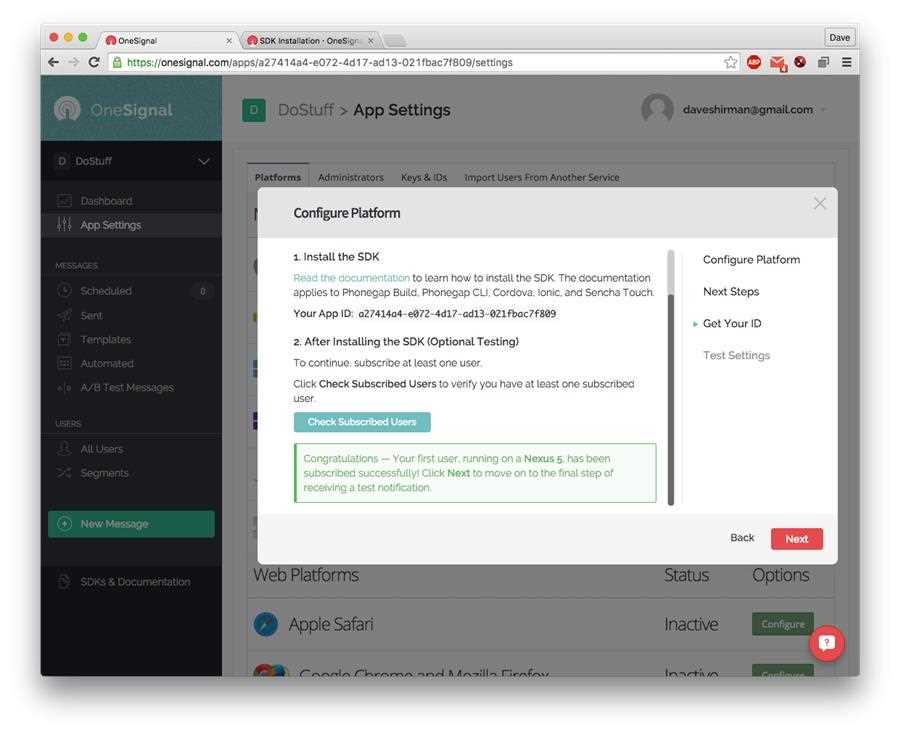 OneSignal
SDK Installation · OneSigna
Dave
https://onesignal.com/apps/a27414a4-e072-4d17-ad13-021fbac7f809/settings
ABP
OneSignal
D
DoStuff > App Settings
daveshirman@gmail.com
D DoStuff
Dashboard
App Settings
MESSAGES
Scheduled 0
Sent
Templates
Automated
A/B Test Messages
USERS
All Users
Segments
New Message
SDKs & Documentation
Platforms Administrators Keys & IDs Import Users From Another Service
Configure Platform
1. Install the SDK
Read the documentation to learn how to install the SDK. The documentation
applies to Phonegap Build, Phonegap CLI, Cordova, Ionic, and Sencha Touch.
Your App ID: a27414a4-e072-4d17-ad13-021fbac7f809
2. After Installing the SDK (Optional Testing)
To continue, subscribe at least one user.
Click Check Subscribed Users to verify you have at least one subscribed
user.
Check Subscribed Users
Congratulations — Your first user, running on a Nexus 5, has been
subscribed successfully! Click Next to move on to the final step of
receiving a test notification.
Configure Platform
Next Steps
Get Your ID
Test Settings
Back
Next
Web Platforms Status Options
Apple Safari Inactive Configure
Google Chrome and Mozilla Firefox Inactive Configure